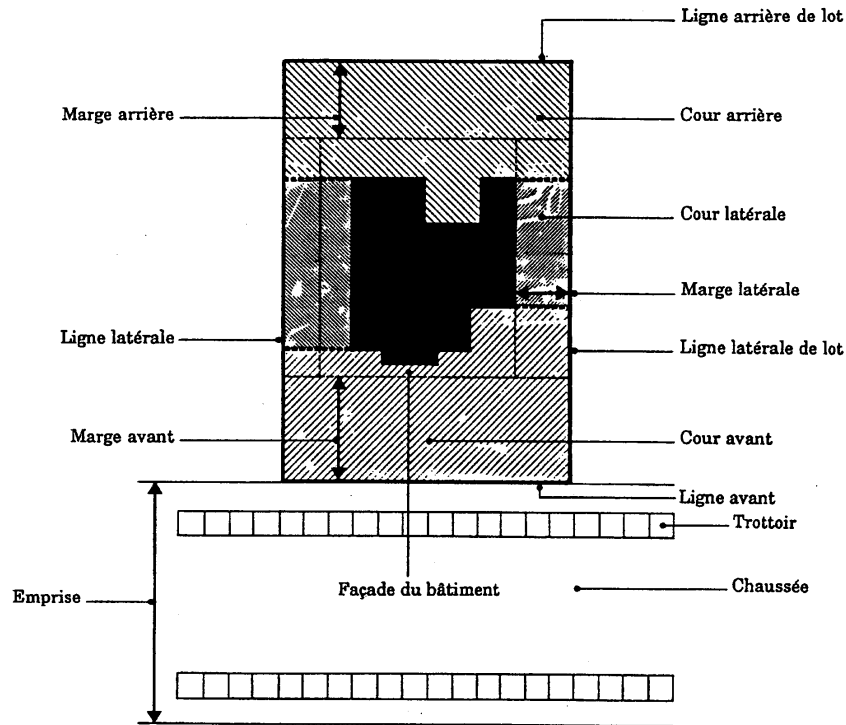 Ligne arrière de lot
Marge arrière
Cour arrière
Cour latérale
Marge latérale
Ligne latérale
Ligne latérale de lot
Marge avant
Cour avant
Ligne avant
Trottoir
Façade du bâtiment
Chaussée
Emprise